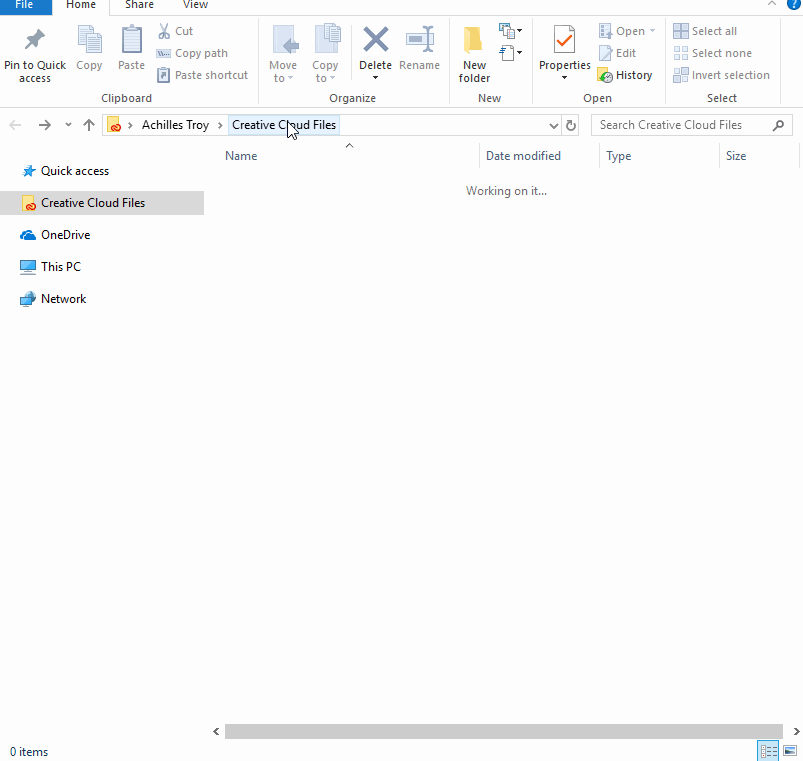 File Home Share View
Pin to Quick access
Copy
Paste
Cut
Copy path
Paste shortcut
Clipboard
Move to
Copy to
Delete
Rename
Organize
New folder
New
Properties
Open
Edit
History
Open
Select all
Select none
Invert selection
Select
Achilles Troy Creative Cloud Files
Search Creative Cloud Files
Name Date modified Type Size
Working on it...
Quick access
Creative Cloud Files
OneDrive
This PC
Network
0 items